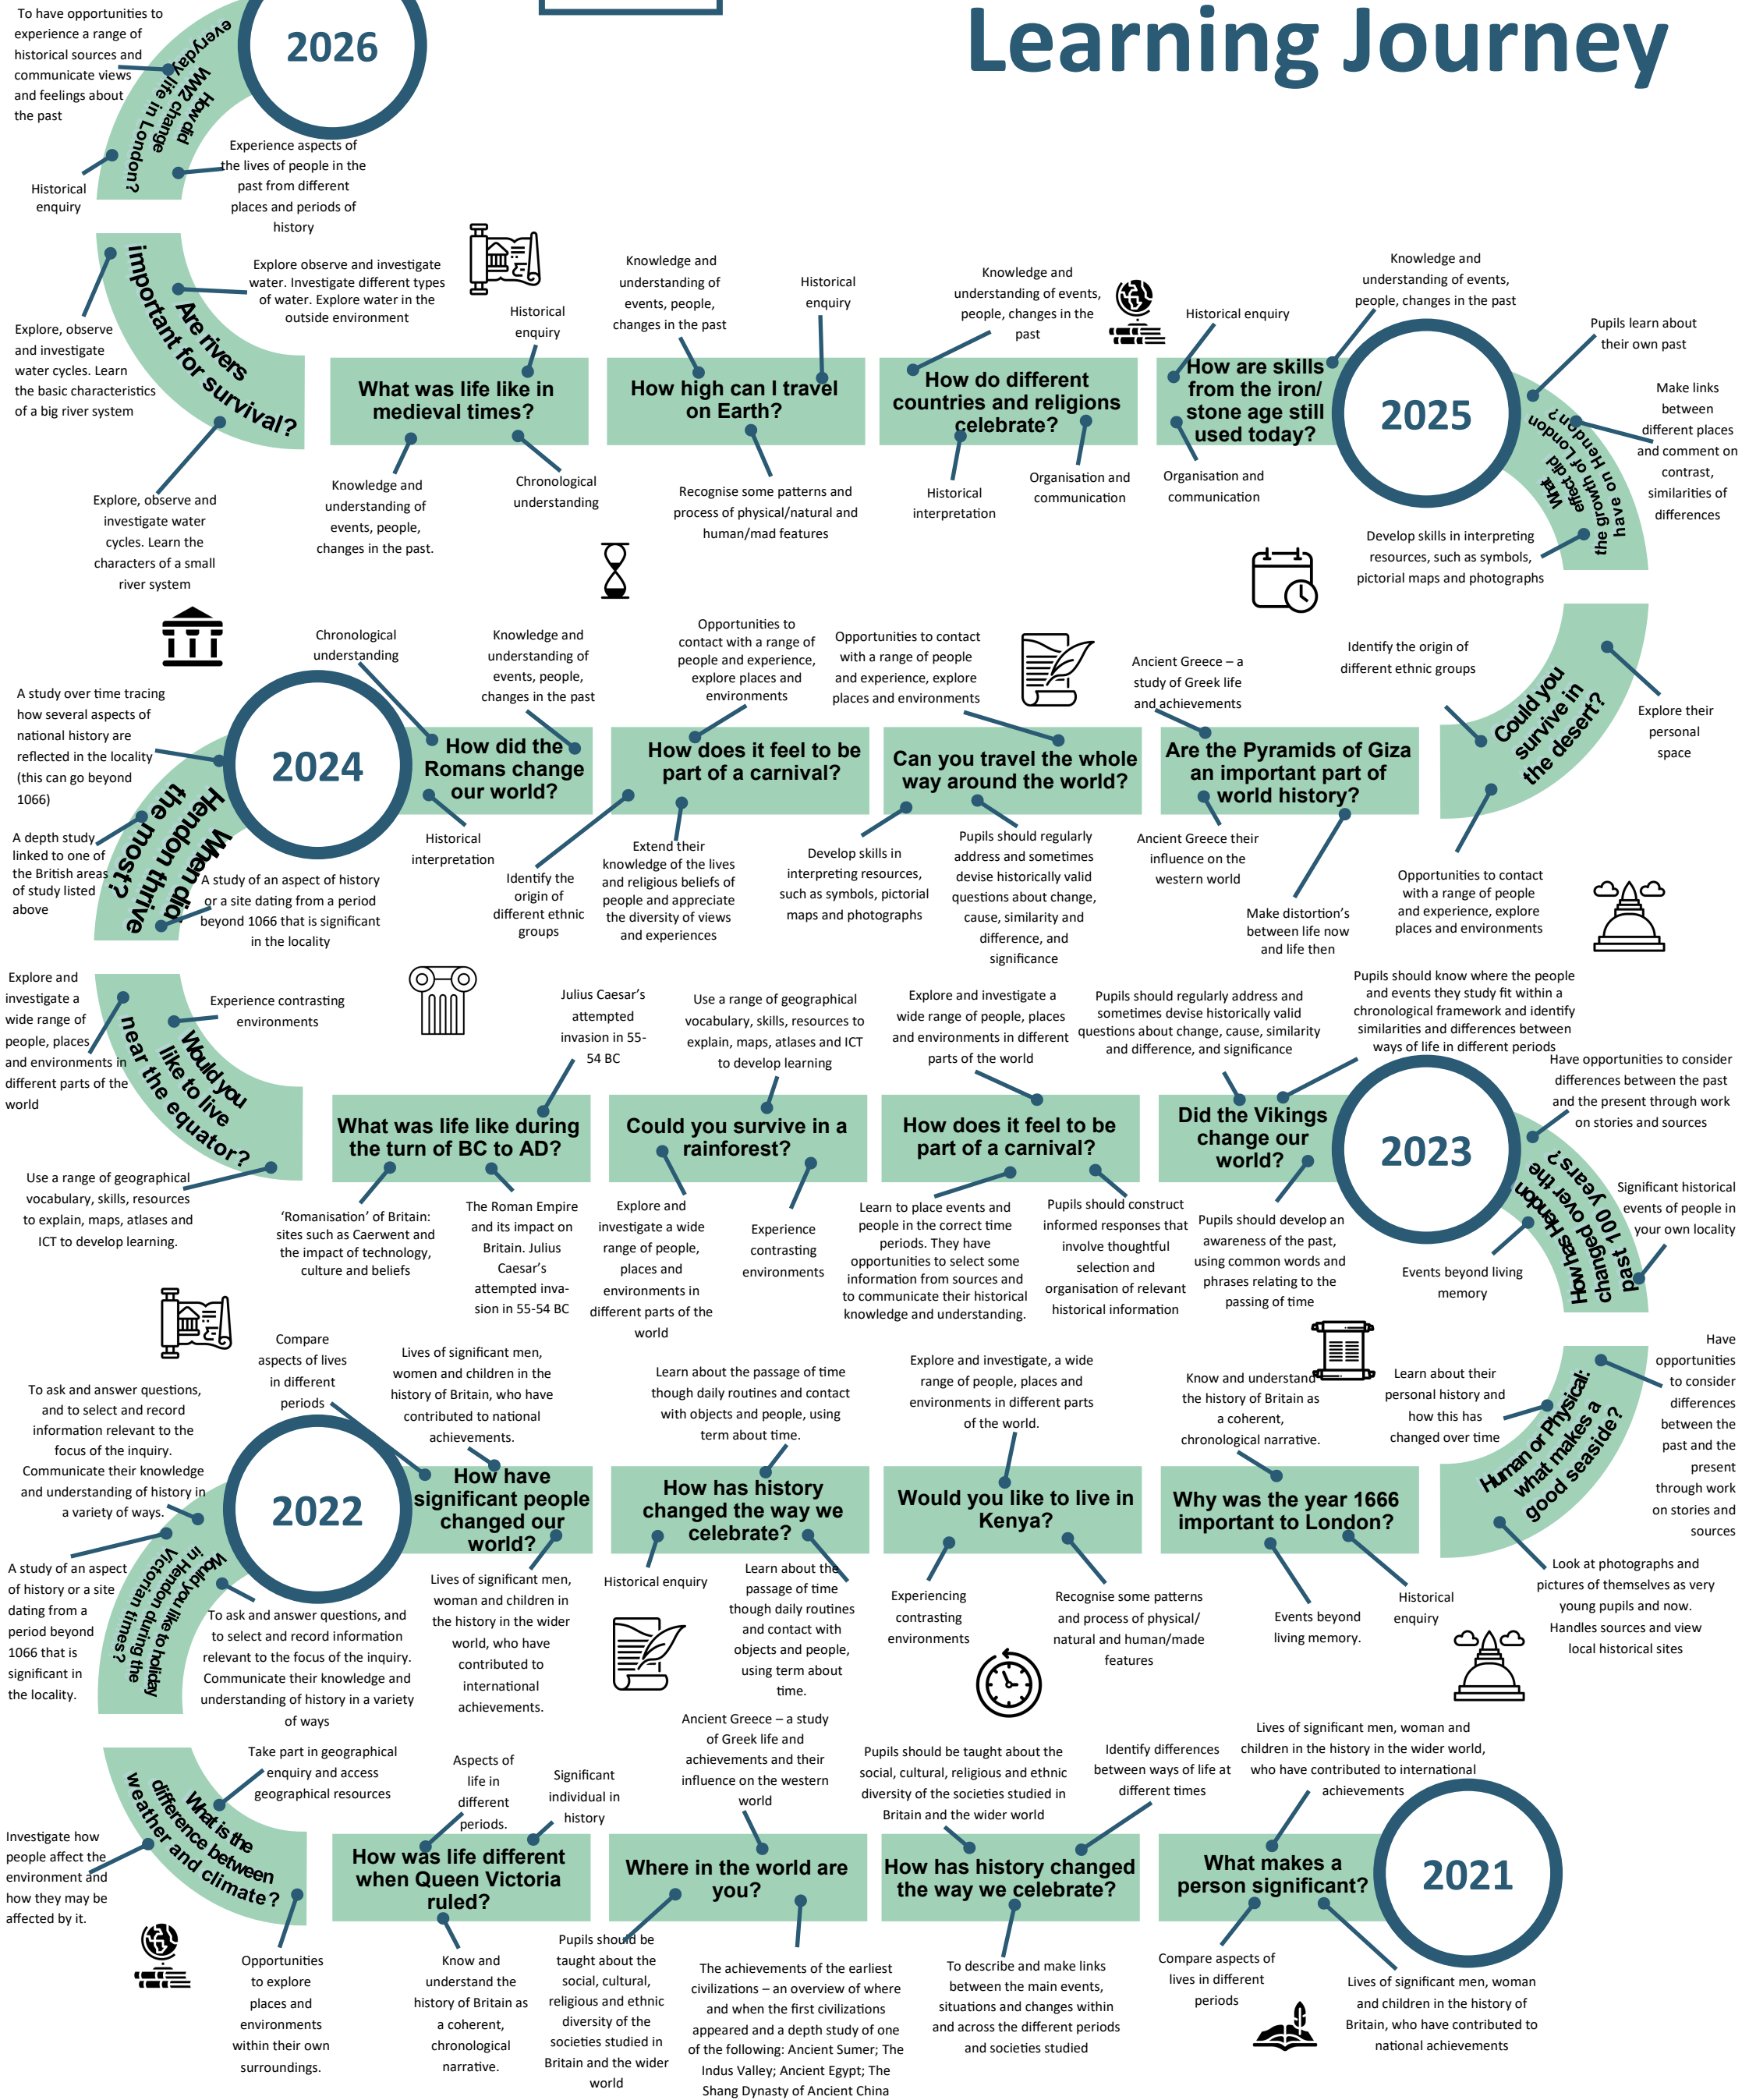 Learning Journey
To have opportunities to
experience a range of
historical sources and
communicate views
and feelings about
the past
2026
How did
WW2 change
everyday life in
London?
Historical
enquiry
Experience aspects of
the lives of people in the
past from different
places and periods of
history
Explore observe and investigate
water. Investigate different types
of water. Explore water in the
outside environment
Are rivers
important for survival?
Explore, observe
and investigate
water cycles. Learn
the basic characteristics
of a big river system
Explore, observe and
investigate water
cycles. Learn the
characters of a small
river system
Historical
enquiry
What was life like in
medieval times?
Knowledge and
understanding of
events, people,
changes in the past.
Chronological
understanding
Knowledge and
understanding of
events, people,
changes in the past
Historical
enquiry
How high can I travel
on Earth?
Recognise some patterns and
process of physical/natural and
human/mad features
Knowledge and
understanding of events,
people, changes in the
past
How do different
countries and religions
celebrate?
Historical
interpretation
Organisation and
communication
Historical enquiry
Knowledge and
understanding of events,
people, changes in the past
How are skills
from the iron/
stone age still
used today?
Organisation and
communication
2025
Pupils learn about
their own past
Make links
between
different places
and comment on
contrast,
similarities of
differences
What
effect did
the growth of London
have on Hendon?
Develop skills in interpreting
resources, such as symbols,
pictorial maps and photographs
Identify the origin of
different ethnic groups
Could you
survive in
the desert?
Explore their
personal
space
Opportunities to contact
with a range of people
and experience, explore
places and environments
Ancient Greece – a
study of Greek life
and achievements
Are the Pyramids of Giza
an important part of
world history?
Ancient Greece their
influence on the
western world
Make distortion’s
between life now
and life then
Opportunities to contact
with a range of people
and experience, explore
places and environments
Can you travel the whole
way around the world?
Develop skills in
interpreting resources,
such as symbols, pictorial
maps and photographs
Pupils should regularly
address and sometimes
devise historically valid
questions about change,
cause, similarity and
difference, and
significance
Opportunities to
contact with a range of
people and experience,
explore places and
environments
How does it feel to be
part of a carnival?
Identify the
origin of
different ethnic
groups
Extend their
knowledge of the lives
and religious beliefs of
people and appreciate
the diversity of views
and experiences
Chronological
understanding
Knowledge and
understanding of
events, people,
changes in the past
How did the
Romans change
our world?
Historical
interpretation
2024
A study over time tracing
how several aspects of
national history are
reflected in the locality
(this can go beyond
1066)
A depth study
linked to one of
the British areas
of study listed
above
When did
Hendon thrive
the most?
A study of an aspect of history
or a site dating from a period
beyond 1066 that is significant
in the locality
Explore and
investigate a
wide range of
people, places
and environments in
different parts of the
world
Experience contrasting
environments
Would you
like to live
near the equator?
Use a range of geographical
vocabulary, skills, resources
to explain, maps, atlases and
ICT to develop learning.
Julius Caesar’s
attempted
invasion in 55-
54 BC
What was life like during
the turn of BC to AD?
‘Romanisation’ of Britain:
sites such as Caerwent and
the impact of technology,
culture and beliefs
The Roman Empire
and its impact on
Britain. Julius
Caesar’s
attempted inva-
sion in 55-54 BC
Use a range of geographical
vocabulary, skills, resources to
explain, maps, atlases and ICT
to develop learning
Could you survive in a
rainforest?
Explore and
investigate a wide
range of people,
places and
environments in
different parts of the
world
Experience
contrasting
environments
Explore and investigate a
wide range of people, places
and environments in different
parts of the world
How does it feel to be
part of a carnival?
Learn to place events and
people in the correct time
periods. They have
opportunities to select some
information from sources and
to communicate their historical
knowledge and understanding.
Pupils should construct
informed responses that
involve thoughtful
selection and
organisation of relevant
historical information
Pupils should regularly address and
sometimes devise historically valid
questions about change, cause, similarity
and difference, and significance
Pupils should know where the people
and events they study fit within a
chronological framework and identify
similarities and differences between
ways of life in different periods
Did the Vikings
change our
world?
Pupils should develop an
awareness of the past,
using common words and
phrases relating to the
passing of time
2023
Have opportunities to consider
differences between the past
and the present through work
on stories and sources
How has Hendon
changed over the
past 100 years?
Significant historical
events of people in
your own locality
Events beyond living
memory
Learn about their
personal history and
how this has
changed over time
Human or Physical:
what makes a
good seaside?
Have
opportunities
to consider
differences
between the
past and the
present
through work
on stories and
sources
Look at photographs and
pictures of themselves as very
young pupils and now.
Handles sources and view
local historical sites
Know and understand
the history of Britain as
a coherent,
chronological narrative.
Why was the year 1666
important to London?
Events beyond
living memory.
Historical
enquiry
Explore and investigate, a wide
range of people, places and
environments in different parts
of the world.
Would you like to live in
Kenya?
Experiencing
contrasting
environments
Recognise some patterns
and process of physical/
natural and human/made
features
Learn about the passage of time
though daily routines and contact
with objects and people, using
term about time.
How has history
changed the way we
celebrate?
Historical enquiry
Learn about the
passage of time
though daily routines
and contact with
objects and people,
using term about
time.
Compare
aspects of lives
in different
periods
Lives of significant men,
women and children in the
history of Britain, who have
contributed to national
achievements.
How have
significant people
changed our
world?
Lives of significant men,
woman and children in
the history in the wider
world, who have
contributed to
international
achievements.
2022
To ask and answer questions,
and to select and record
information relevant to the
focus of the inquiry.
Communicate their knowledge
and understanding of history in
a variety of ways.
A study of an aspect
of history or a site
dating from a
period beyond
1066 that is
significant in
the locality.
Would you like to holiday
in Hendon during the
Victorian times?
To ask and answer questions, and
to select and record information
relevant to the focus of the inquiry.
Communicate their knowledge and
understanding of history in a variety
of ways
Take part in geographical
enquiry and access
geographical resources
What is the
difference between
weather and climate?
Investigate how
people affect the
environment and
how they may be
affected by it.
Opportunities
to explore
places and
environments
within their own
surroundings.
Aspects of
life in
different
periods.
Significant
individual in
history
How was life different
when Queen Victoria
ruled?
Know and
understand the
history of Britain as
a coherent,
chronological
narrative.
Ancient Greece – a study
of Greek life and
achievements and their
influence on the western
world
Where in the world are
you?
Pupils should be
taught about the
social, cultural,
religious and ethnic
diversity of the
societies studied in
Britain and the wider
world
The achievements of the earliest
civilizations – an overview of where
and when the first civilizations
appeared and a depth study of one
of the following: Ancient Sumer; The
Indus Valley; Ancient Egypt; The
Shang Dynasty of Ancient China
Pupils should be taught about the
social, cultural, religious and ethnic
diversity of the societies studied in
Britain and the wider world
Identify differences
between ways of life at
different times
How has history changed
the way we celebrate?
To describe and make links
between the main events,
situations and changes within
and across the different periods
and societies studied
Lives of significant men, woman and
children in the history in the wider world,
who have contributed to international
achievements
What makes a
person significant?
Compare aspects of
lives in different
periods
Lives of significant men, woman
and children in the history of
Britain, who have contributed to
national achievements
2021